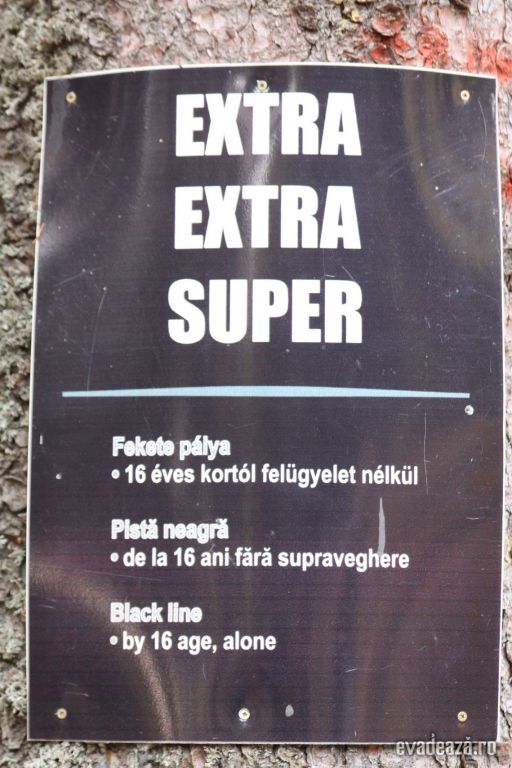 EXTRA
EXTRA
SUPER
Fekete pálya
• 16 éves kortól felügyelet nélkül
Pistă neagră
• de la 16 ani fără supraveghere
Black line
• by 16 age, alone
evadează.ro